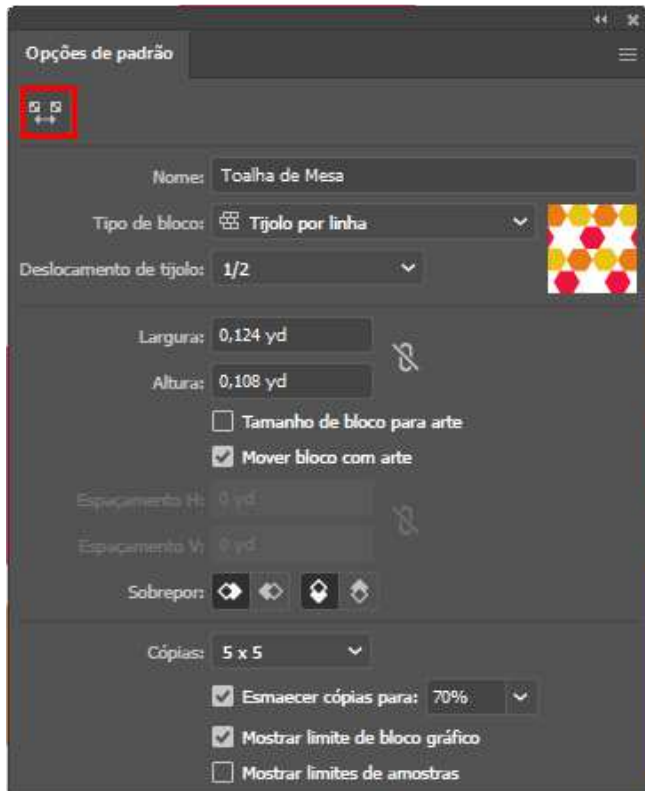 Opções de padrão
Nome: Toalha de Mesa
Tipo de bloco: Tijolo por linha
Deslocamento de tijolo: 1/2
Largura: 0,124 yd
Altura: 0,108 yd
Tamanho de bloco para arte
Mover bloco com arte
Espaçamento H: 0 yd
Espaçamento V: 0 yd
Sobrepor:
Cópias: 5 x 5
Esmaecer cópias para: 70%
Mostrar limite de bloco gráfico
Mostrar limites de amostras